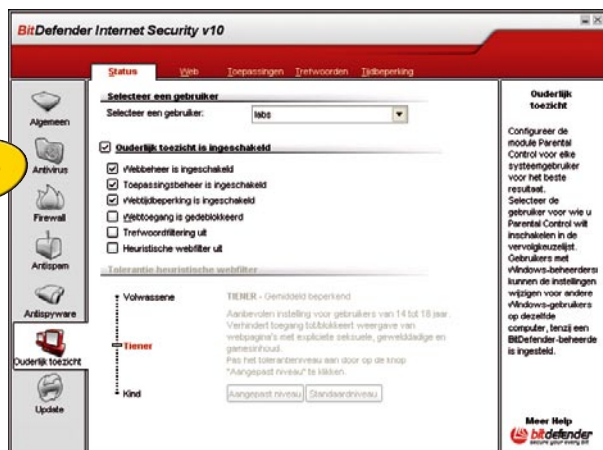 BitDefender Internet Security v10
Status Web Toepassingen Trefwoorden Tijdbeperking
Algemeen
Antivirus
Firewall
Antispam
Antispyware
Ouderlijk toezicht
Update
Selecteer een gebruiker
Selecteer een gebruiker: labs
Ouderlijk toezicht is ingeschakeld
Webbeheer is ingeschakeld
Toepassingsbeheer is ingeschakeld
Webtijdbeperking is ingeschakeld
Webtoegang is gedeblokkeerd
Trefwoordfiltering uit
Heuristische webfilter uit
Tolerantie heuristische webfilter
Volwassene
Tiener
Kind
TIENER - Gemiddeld beperkend
Aanbevolen instelling voor gebruikers van 14 tot 18 jaar.
Verhindert toegang tot/blokkeert weergave van
webpagina's met expliciete seksuele, gewelddadige en
gamesinhoud.
Pas het tolerantieniveau aan door op de knop
"Aangepast niveau" te klikken.
Aangepast niveau Standaardniveau
Ouderlijk
toezicht
Configureer de
module Parental
Control voor elke
systeemgebruiker
voor het beste
resultaat.
Selecteer de
gebruiker voor wie u
Parental Control wilt
inschakelen in de
vervolgkeuzelijst.
Gebruikers met
Windows-beheerdersr
kunnen de instellingen
wijzigen voor andere
Windows-gebruikers
op dezelfde
computer, tenzij een
BitDefender-beheerde
is ingesteld.
Meer Help
bitdefender
secure your every bit